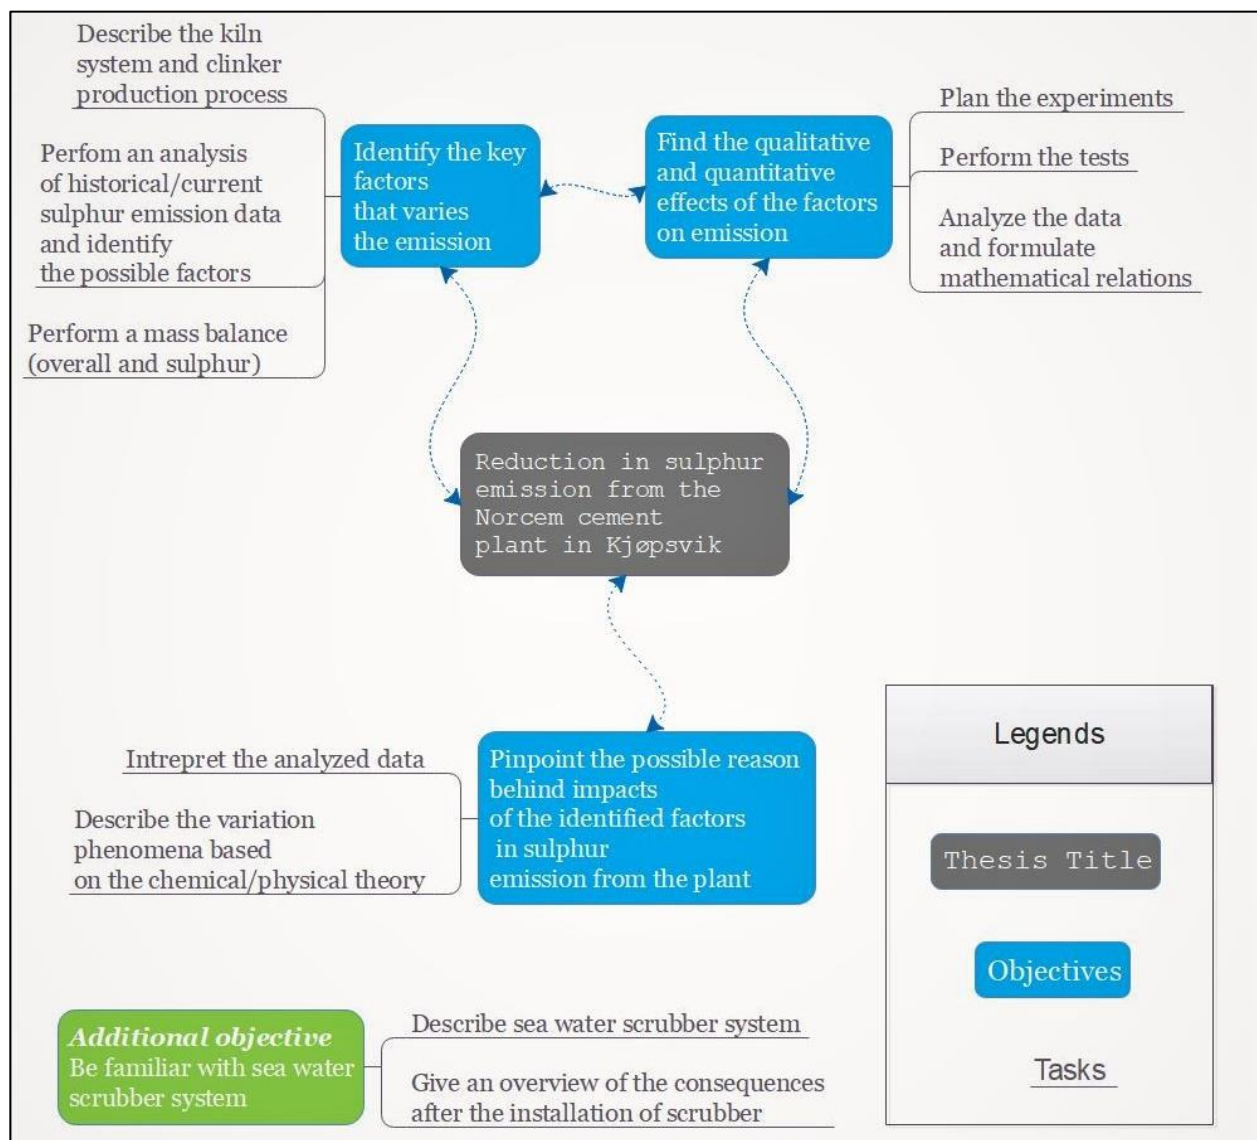 Describe the kiln
system and clinker
production process
Perfom an analysis
of historical/current
sulphur emission data
and identify
the possible factors
Perform a mass balance
(overall and sulphur)
Identify the key
factors
that varies
the emission
Find the qualitative
and quantitative
effects of the factors
on emission
Plan the experiments
Perform the tests
Analyze the data
and formulate
mathematical relations
Reduction in sulphur
emission from the
Norcem cement
plant in Kjøpsvik
Intrepret the analyzed data
Describe the variation
phenomena based
on the chemical/physical theory
Pinpoint the possible reason
behind impacts
of the identified factors
in sulphur
emission from the plant
Legends
Thesis Title
Objectives
Tasks
Additional objective
Be familiar with sea water
scrubber system
Describe sea water scrubber system
Give an overview of the consequences
after the installation of scrubber